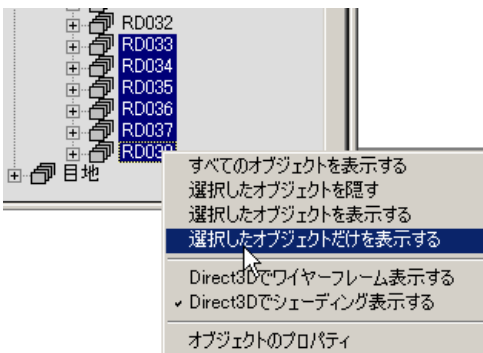 RD032
RD033
RD034
RD035
RD036
RD037
目地
すべてのオブジェクトを表示する
選択したオブジェクトを隠す
選択したオブジェクトを表示する
選択したオブジェクトだけを表示する
Direct3Dでワイヤーフレーム表示する
Direct3Dでシェーディング表示する
オブジェクトのプロパティ